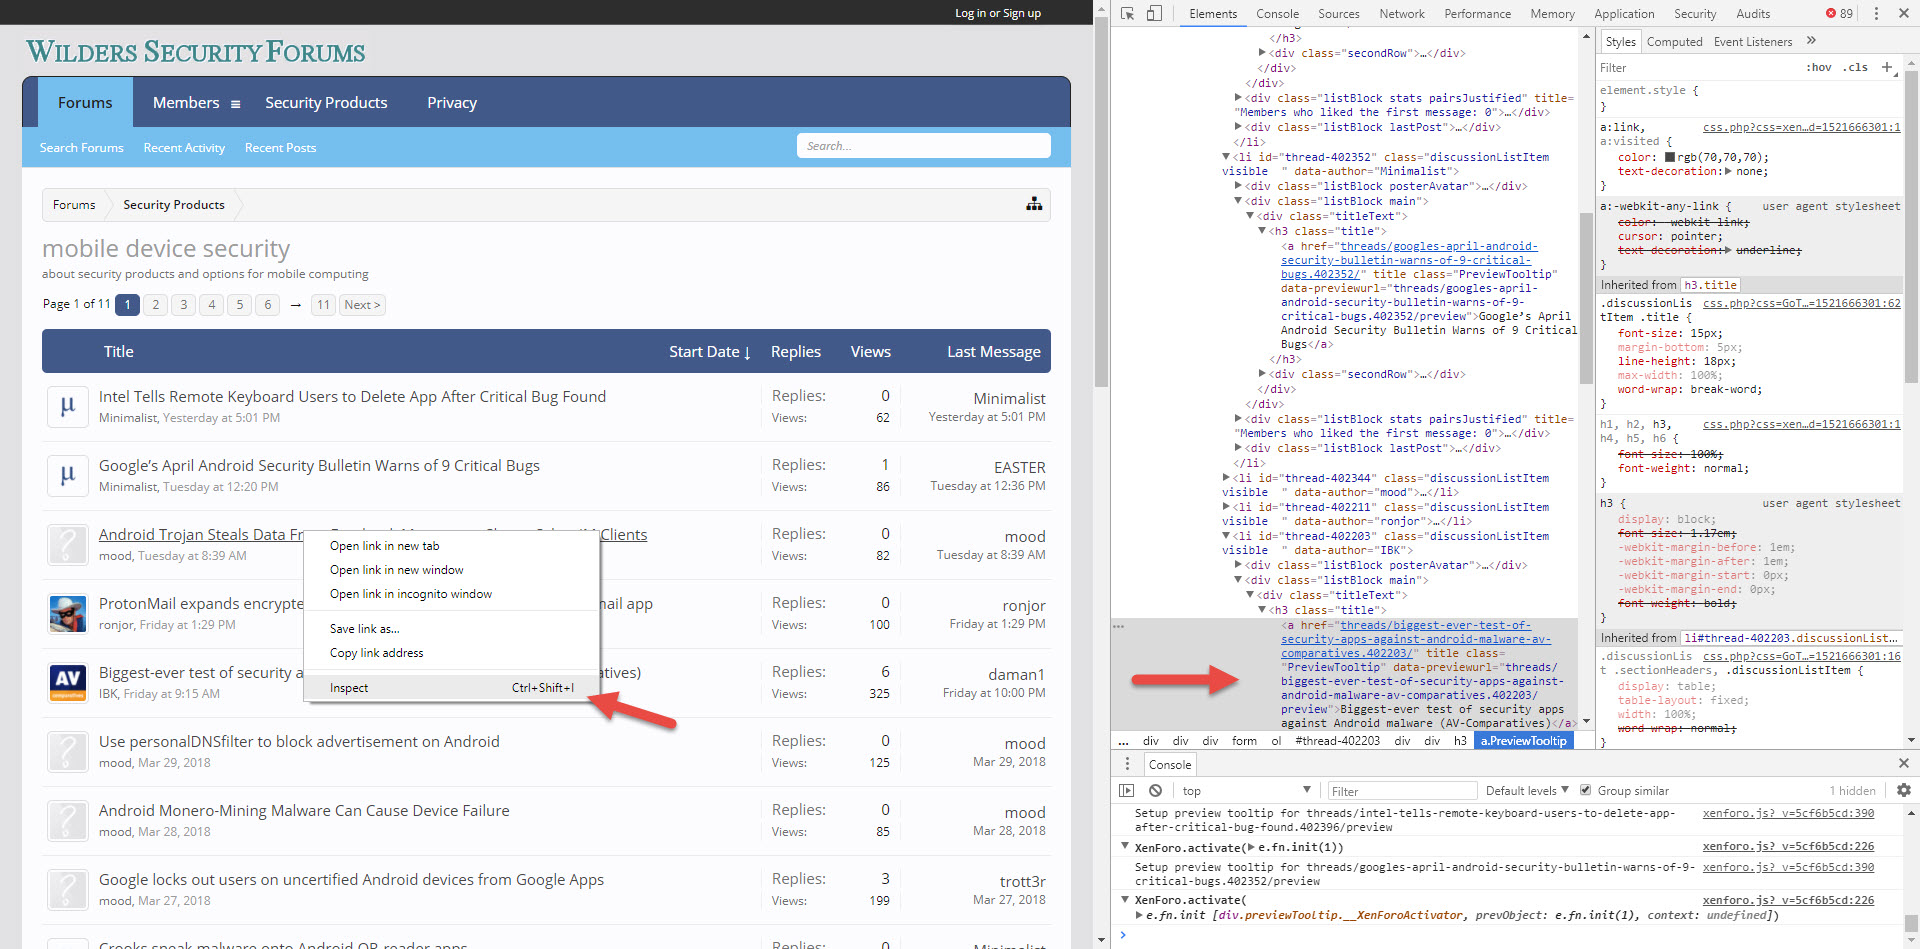 Log in or Sign up
WILDERS SECURITY FORUMS
Forums
Members
Security Products
Privacy
Search Forums
Recent Activity
Recent Posts
Search...
Forums
Security Products
mobile device security
about security products and options for mobile computing
Page 1 of 11 1 2 3 4 5 6 → 11 Next >
Title Start Date ↓ Replies Views Last Message
Intel Tells Remote Keyboard Users to Delete App After Critical Bug Found
Minimalist, Yesterday at 5:01 PM
Replies: 0
Views: 62
Minimalist
Yesterday at 5:01 PM
Google’s April Android Security Bulletin Warns of 9 Critical Bugs
Minimalist, Tuesday at 12:20 PM
Replies: 1
Views: 86
EASTER
Tuesday at 12:36 PM
Android Trojan Steals Data Fr
Clients
mood, Tuesday at 8:39 AM
Replies: 0
Views: 82
mood
Tuesday at 8:39 AM
ProtonMail expands encrypte
mail app
ronjor, Friday at 1:29 PM
Replies: 0
Views: 100
ronjor
Friday at 1:29 PM
AV
comparatives
Biggest-ever test of security a
atives)
IBK, Friday at 9:15 AM
Replies: 6
Views: 325
daman1
Friday at 10:00 PM
Use personalDNSfilter to block advertisement on Android
mood, Mar 29, 2018
Replies: 0
Views: 125
mood
Mar 29, 2018
Android Monero-Mining Malware Can Cause Device Failure
mood, Mar 28, 2018
Replies: 0
Views: 85
mood
Mar 28, 2018
Google locks out users on uncertified Android devices from Google Apps
mood, Mar 27, 2018
Replies: 3
Views: 199
trott3r
Mar 27, 2018
Crooks sneak malware onto Android QR-reader apps
Replies: 0
Minimalist
Open link in new tab
Open link in new window
Open link in incognito window
Save link as...
Copy link address
Inspect Ctrl+Shift+I
Elements Console Sources Network Performance Memory Application Security Audits 89
</h3>
<div class="secondRow">…</div>
</div>
</div>
<div class="listBlock stats pairsJustified" title=
"Members who liked the first message: 0">…</div>
<div class="listBlock lastPost">…</div>
</li>
<li id="thread-402352" class="discussionListItem
visible  " data-author="Minimalist">
<div class="listBlock posterAvatar">…</div>
<div class="listBlock main">
<div class="titleText">
<h3 class="title">
<a href="threads/googles-april-android-
security-bulletin-warns-of-9-critical-
bugs.402352/" title class="PreviewTooltip"
data-previewurl="threads/googles-april-
android-security-bulletin-warns-of-9-
critical-bugs.402352/preview">Google’s April
Android Security Bulletin Warns of 9 Critical
Bugs</a>
</h3>
<div class="secondRow">…</div>
</div>
</div>
<div class="listBlock stats pairsJustified" title=
"Members who liked the first message: 0">…</div>
<div class="listBlock lastPost">…</div>
</li>
<li id="thread-402344" class="discussionListItem
visible  " data-author="mood">…</li>
<li id="thread-402211" class="discussionListItem
visible  " data-author="ronjor">…</li>
<li id="thread-402203" class="discussionListItem
visible  " data-author="IBK">
<div class="listBlock posterAvatar">…</div>
<div class="listBlock main">
<div class="titleText">
<h3 class="title">
<a href="threads/biggest-ever-test-of-
security-apps-against-android-malware-av-
comparatives.402203/" title class=
"PreviewTooltip" data-previewurl="threads/
biggest-ever-test-of-security-apps-against-
android-malware-av-comparatives.402203/
preview">Biggest-ever test of security apps
against Android malware (AV-Comparatives)</a>
... div div div form ol #thread-402203 div div h3 a.PreviewTooltip
Styles Computed Event Listeners »
Filter :hov .cls +
element.style {
}
a:link, css.php?css=xen…d=1521666301:1
a:visited {
color: rgb(70,70,70);
text-decoration: none;
}
a:-webkit-any-link { user agent stylesheet
color: -webkit-link;
cursor: pointer;
text-decoration: underline;
}
Inherited from h3.title
.discussionLis css.php?css=GoT…=1521666301:62
tItem .title {
font-size: 15px;
margin-bottom: 5px;
line-height: 18px;
max-width: 100%;
word-wrap: break-word;
}
h1, h2, h3, css.php?css=xen…d=1521666301:1
h4, h5, h6 {
font-size: 100%;
font-weight: normal;
}
h3 { user agent stylesheet
display: block;
font-size: 1.17em;
-webkit-margin-before: 1em;
-webkit-margin-after: 1em;
-webkit-margin-start: 0px;
-webkit-margin-end: 0px;
font-weight: bold;
}
Inherited from li#thread-402203.discussionList…
.discussionLis css.php?css=GoT…=1521666301:16
t .sectionHeaders, .discussionListItem {
display: table;
table-layout: fixed;
width: 100%;
word-wrap: normal;
}
Console
top Filter Default levels Group similar 1 hidden
Setup preview tooltip for threads/intel-tells-remote-keyboard-users-to-delete-app- xenforo.js?_v=5cf6b5cd:390
after-critical-bug-found.402396/preview
XenForo.activate( e.fn.init(1)) xenforo.js?_v=5cf6b5cd:226
Setup preview tooltip for threads/googles-april-android-security-bulletin-warns-of-9- xenforo.js?_v=5cf6b5cd:390
critical-bugs.402352/preview
XenForo.activate( xenforo.js?_v=5cf6b5cd:226
e.fn.init [div.previewTooltip.__XenForoActivator, prevObject: e.fn.init(1), context: undefined])